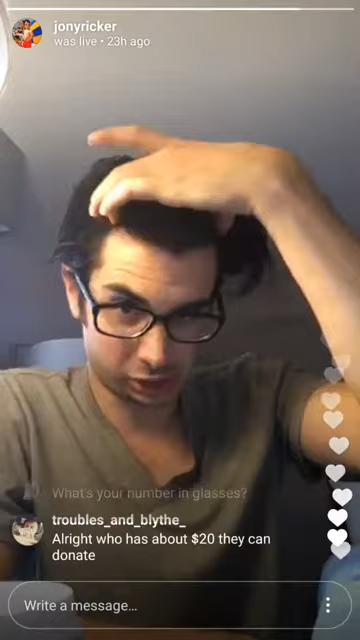 jonyricker
was live • 23h ago
What's your number in glasses?
troubles_and_blythe_
Alright who has about $20 they can
donate
Write a message...